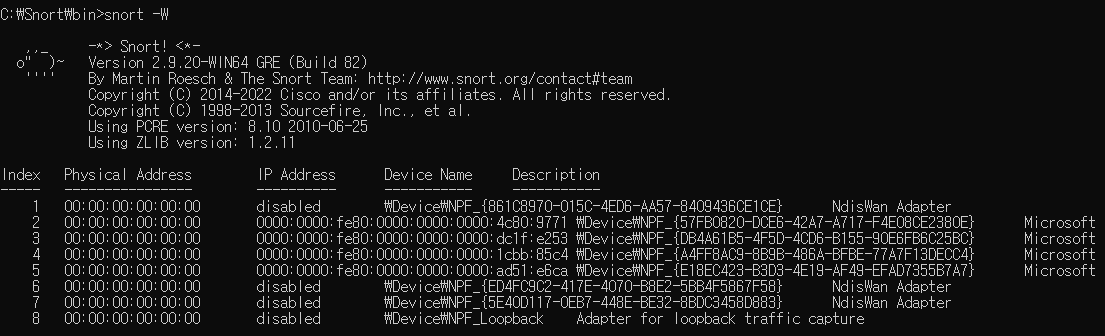 C:₩Snort₩bin>snort -W
,,_ -*> Snort! <*-
o" )~ Version 2.9.20-WIN64 GRE (Build 82)
'''' By Martin Roesch & The Snort Team: http://www.snort.org/contact#team
Copyright (C) 2014-2022 Cisco and/or its affiliates. All rights reserved.
Copyright (C) 1998-2013 Sourcefire, Inc., et al.
Using PCRE version: 8.10 2010-06-25
Using ZLIB version: 1.2.11
Index Physical Address IP Address Device Name Description
----- ---------------- ---------- ----------- -----------
1 00:00:00:00:00:00 disabled ₩Device₩NPF_{861C8970-015C-4ED6-AA57-8409436CE1CE} NdisWan Adapter
2 00:00:00:00:00:00 0000:0000:fe80:0000:0000:0000:4c80:9771 ₩Device₩NPF_{57FB0820-DCE6-42A7-A717-F4E08CE2380E} Microsoft
3 00:00:00:00:00:00 0000:0000:fe80:0000:0000:0000:dc1f:e253 ₩Device₩NPF_{DB4A61B5-4F5D-4CD6-B155-90E6FB6C25BC} Microsoft
4 00:00:00:00:00:00 0000:0000:fe80:0000:0000:0000:1cbb:85c4 ₩Device₩NPF_{A4FF8AC9-8B9B-486A-BFBE-77A7F13DECC4} Microsoft
5 00:00:00:00:00:00 0000:0000:fe80:0000:0000:0000:ad51:e6ca ₩Device₩NPF_{E18EC423-B3D3-4E19-AF49-EFAD7355B7A7} Microsoft
6 00:00:00:00:00:00 disabled ₩Device₩NPF_{ED4FC9C2-417E-4070-B8E2-5BB4F5867F58} NdisWan Adapter
7 00:00:00:00:00:00 disabled ₩Device₩NPF_{5E40D117-0EB7-448E-BE32-8BDC3458D883} NdisWan Adapter
8 00:00:00:00:00:00 disabled ₩Device₩NPF_Loopback Adapter for loopback traffic capture